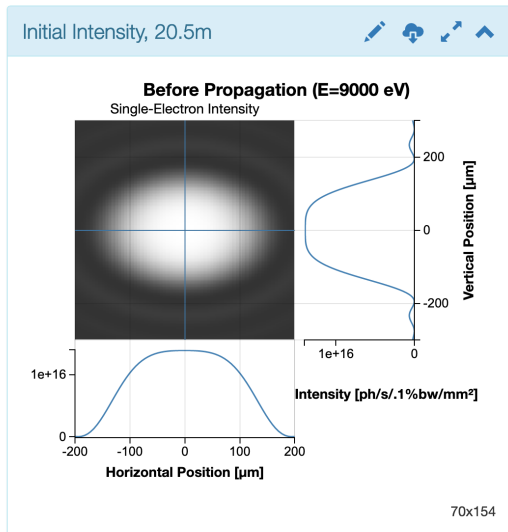 Initial Intensity, 20.5m
Before Propagation (E=9000 eV)
Single-Electron Intensity
200
0
-200
Vertical Position [µm]
1e+16 0
Intensity [ph/s/.1%bw/mm²]
1e+16
0
-200 -100 0 100 200
Horizontal Position [µm]
70x154